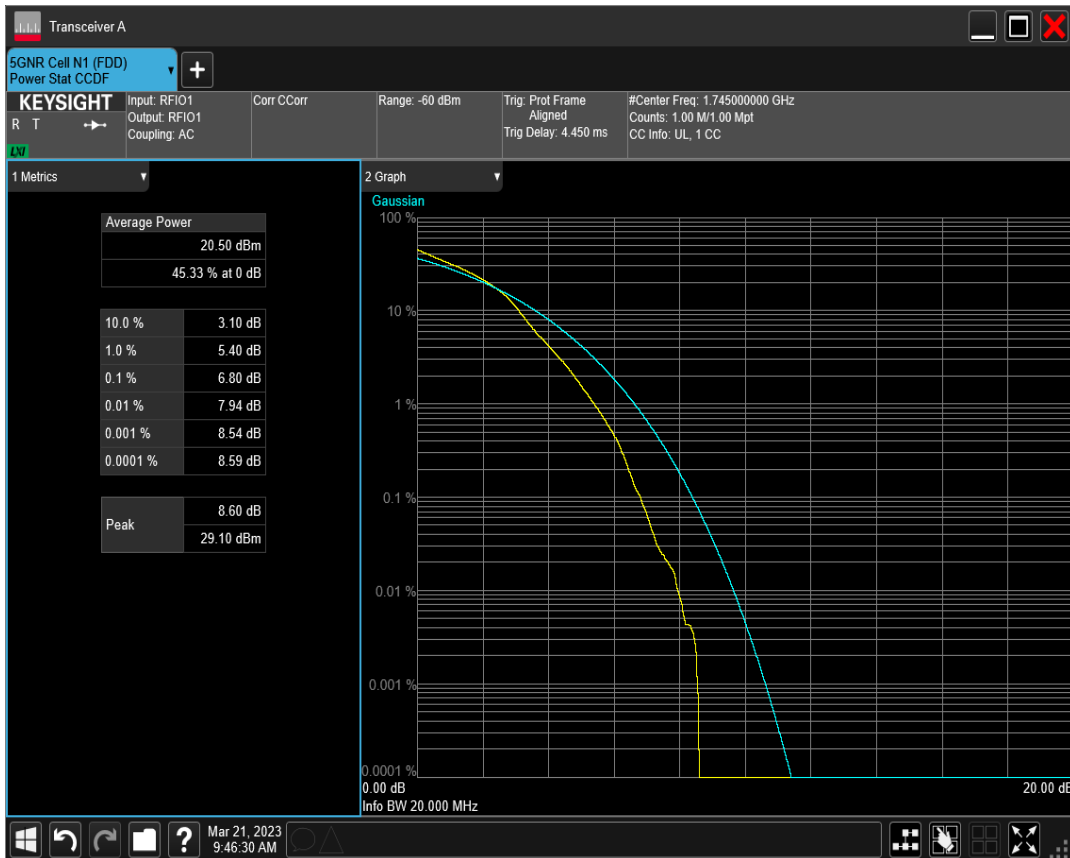 Transceiver A
5GNR Cell N1 (FDD)
Power Stat CCDF
+
KEYSIGHT
R T
LXI
Input: RFIO1
Output: RFIO1
Coupling: AC
Corr CCorr
Range: -60 dBm
Trig: Prot Frame
Aligned
Trig Delay: 4.450 ms
#Center Freq: 1.745000000 GHz
Counts: 1.00 M/1.00 Mpt
CC Info: UL, 1 CC
1 Metrics
Average Power
20.50 dBm
45.33 % at 0 dB
10.0 % 3.10 dB
1.0 % 5.40 dB
0.1 % 6.80 dB
0.01 % 7.94 dB
0.001 % 8.54 dB
0.0001 % 8.59 dB
Peak
8.60 dB
29.10 dBm
2 Graph
Gaussian
100 %
10 %
1 %
0.1 %
0.01 %
0.001 %
0.0001 %
0.00 dB
20.00 dB
Info BW 20.000 MHz
?
Mar 21, 2023
9:46:30 AM